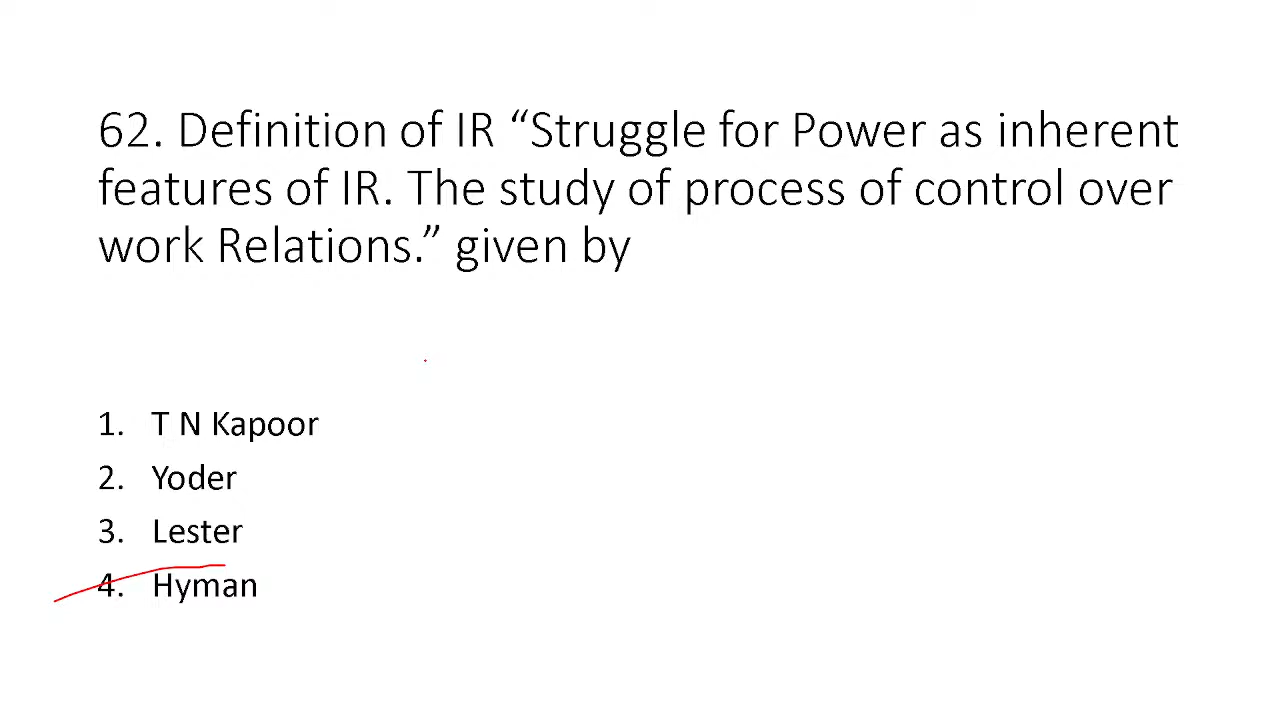 62. Definition of IR “Struggle for Power as inherent
features of IR. The study of process of control over
work Relations.” given by
1. T N Kapoor
2. Yoder
3. Lester
4. Hyman